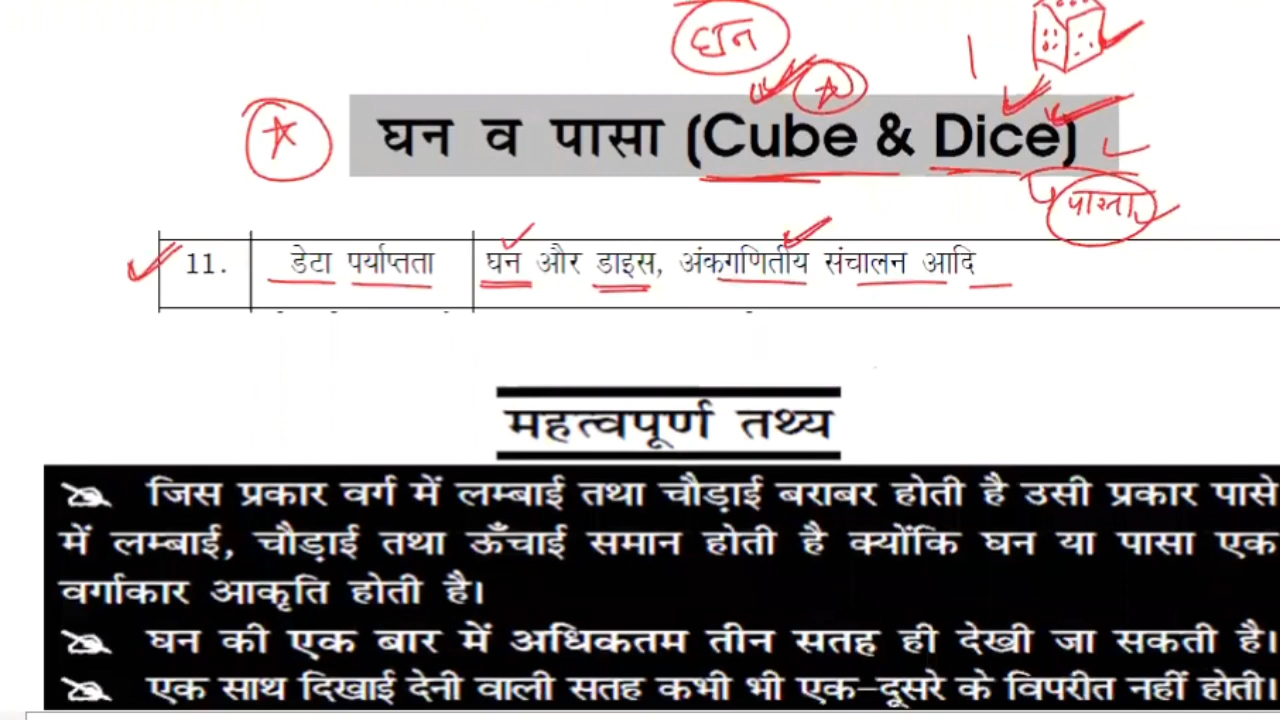 घन
घन व पासा (Cube & Dice)
पासा
11. डेटा पर्याप्तता घन और डाइस, अंकगणितीय संचालन आदि
महत्वपूर्ण तथ्य
जिस प्रकार वर्ग में लम्बाई तथा चौड़ाई बराबर होती है उसी प्रकार पासे
में लम्बाई, चौड़ाई तथा ऊँचाई समान होती है क्योंकि घन या पासा एक
वर्गाकार आकृति होती है।
घन की एक बार में अधिकतम तीन सतह ही देखी जा सकती है।
एक साथ दिखाई देनी वाली सतह कभी भी एक-दूसरे के विपरीत नहीं होती।